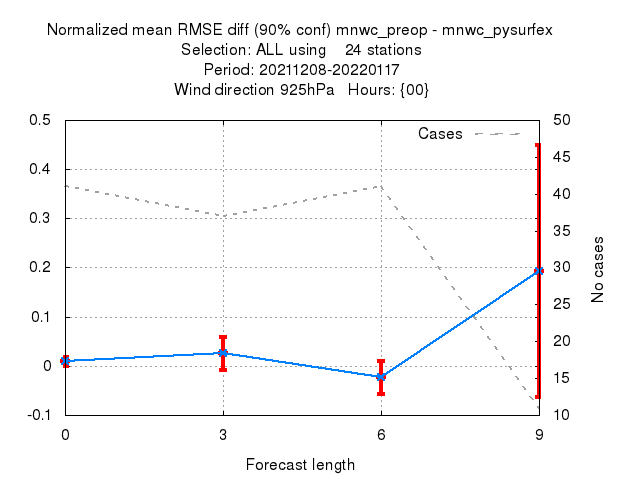 Normalized mean RMSE diff (90% conf) mnwc_preop - mnwc_pysurfex
Selection: ALL using    24 stations
Period: 20211208-20220117
Wind direction 925hPa   Hours: {00}
Cases
0.5
0.4
0.3
0.2
0.1
0
-0.1
50
45
40
35
30
25
20
15
10
No cases
0 3 6 9
Forecast length